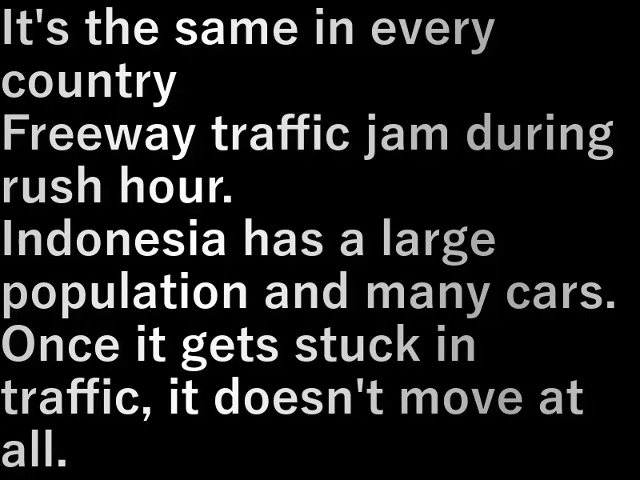 It's the same in every
country
Freeway traffic jam during
rush hour.
Indonesia has a large
population and many cars.
Once it gets stuck in
traffic, it doesn't move at
all.